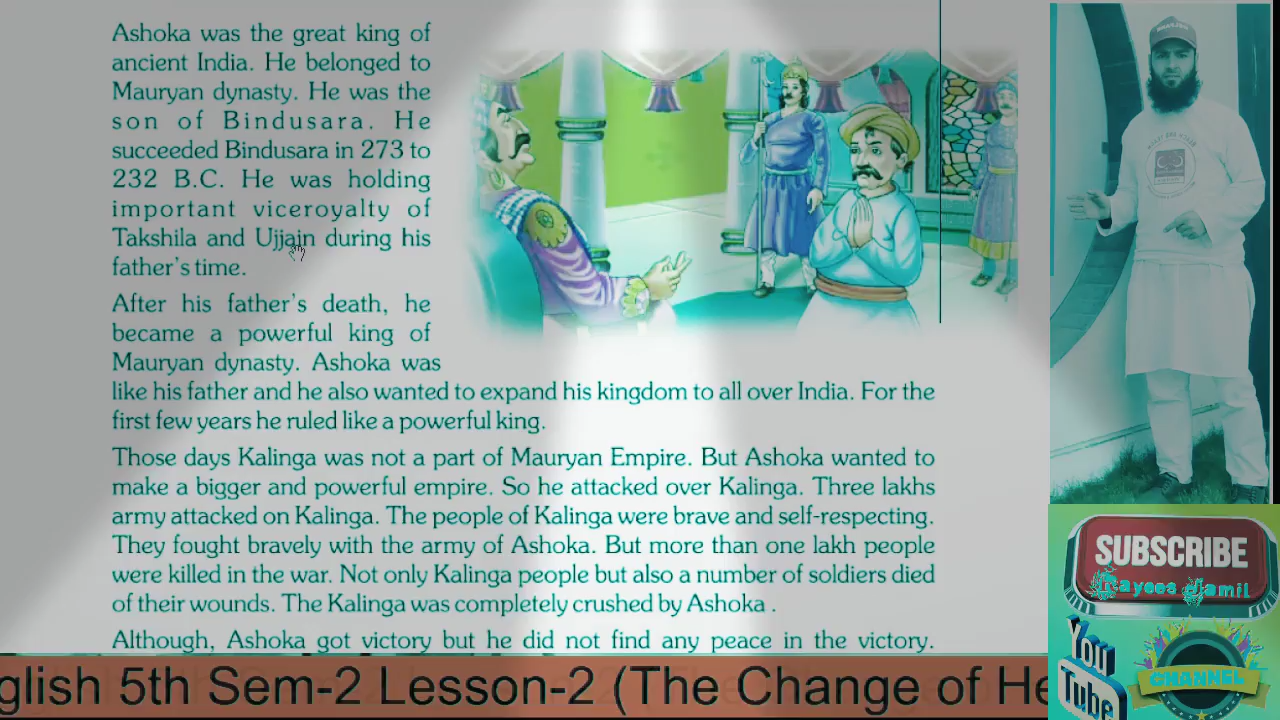 Ashoka was the great king of
ancient India. He belonged to
Mauryan dynasty. He was the
son of Bindusara. He
succeeded Bindusara in 273 to
232 B.C. He was holding
important viceroyalty of
Takshila and Ujjain during his
father's time.
After his father's death, he
became a powerful king of
Mauryan dynasty. Ashoka was
like his father and he also wanted to expand his kingdom to all over India. For the
first few years he ruled like a powerful king.
Those days Kalinga was not a part of Mauryan Empire. But Ashoka wanted to
make a bigger and powerful empire. So he attacked over Kalinga. Three lakhs
army attacked on Kalinga. The people of Kalinga were brave and self-respecting.
They fought bravely with the army of Ashoka. But more than one lakh people
were killed in the war. Not only Kalinga people but also a number of soldiers died
of their wounds. The Kalinga was completely crushed by Ashoka .
Although, Ashoka got victory but he did not find any peace in the victory.
glish 5th Sem-2 Lesson-2 (The Change of He
SUBSCRIBE
Rayees Jamil
You
Tube
CHANNEL